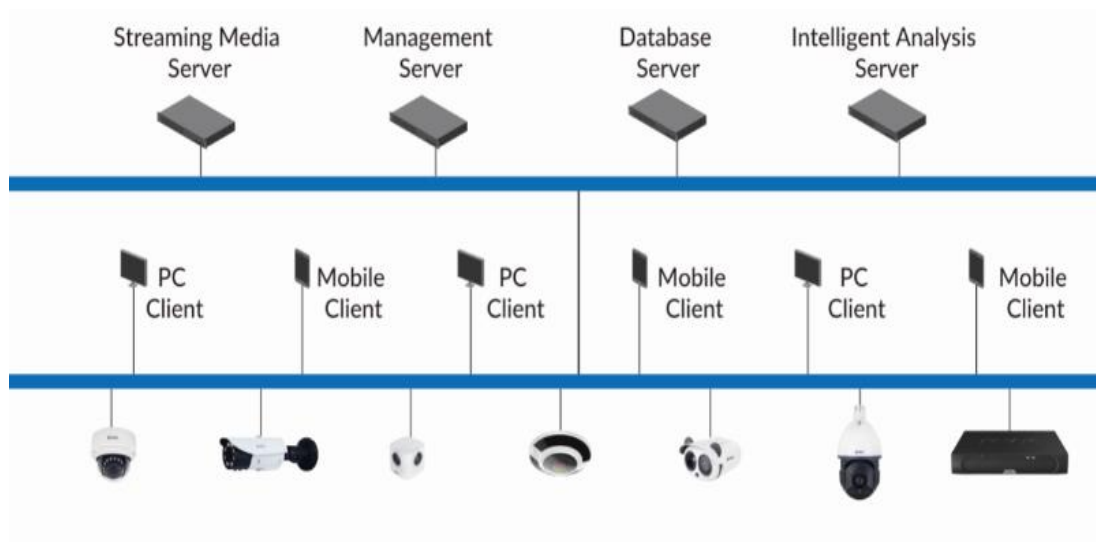 Streaming Media
Server
Management
Server
Database
Server
Intelligent Analysis
Server
PC
Client
Mobile
Client
PC
Client
Mobile
Client
PC
Client
Mobile
Client